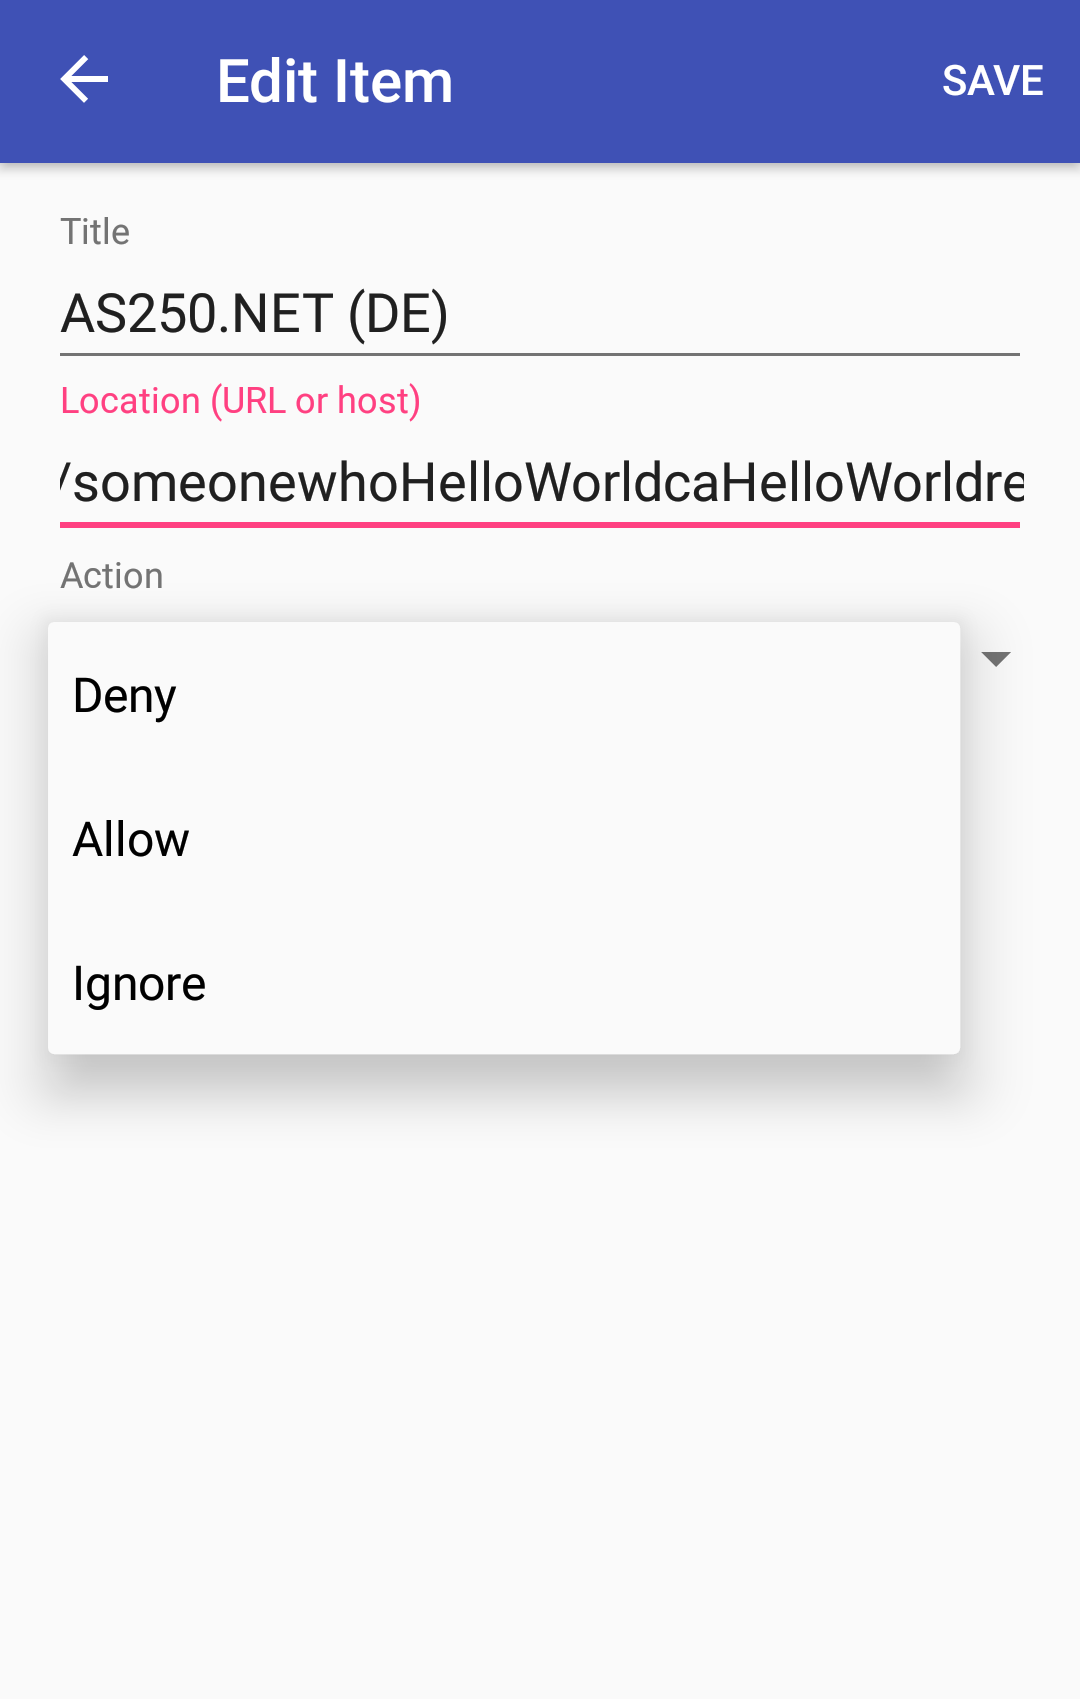 Edit Item
SAVE
Title
AS250.NET (DE)
Location (URL or host)
/someonewhoHelloWorldcaHelloWorldre
Action
Deny
Allow
Ignore